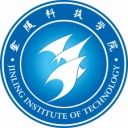 金陵科技学院
JINLING INSTITUTE OF TECHNOLOGY